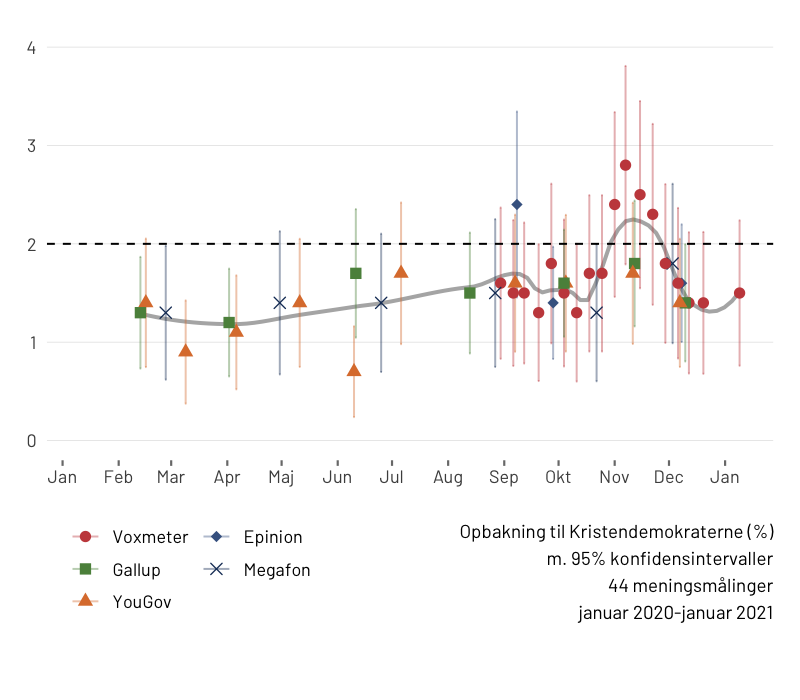 4
3
2
1
0
Jan Feb Mar Apr Maj Jun Jul Aug Sep Okt Nov Dec Jan
Voxmeter Epinion
Gallup Megafon
YouGov
Opbakning til Kristendemokraterne (%)
m. 95% konfidensintervaller
44 meningsmålinger
januar 2020-januar 2021